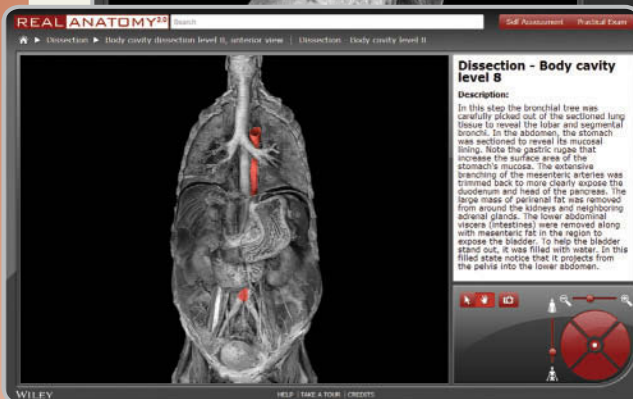 REAL ANATOMY 2.0
Search
Self Assessment Practical Exam
Dissection ▶ Body cavity dissection level 8, anterior view | Dissection - Body cavity level 8
Dissection - Body cavity
level 8
Description:
In this step the bronchial tree was
carefully picked out of the sectioned lung
tissue to reveal the lobar and segmental
bronchi. In the abdomen, the stomach
was sectioned to reveal its mucosal
lining. Note the gastric rugae that
increase the surface area of the
stomach's mucosa. The extensive
branching of the mesenteric arteries was
trimmed back to more clearly expose the
duodenum and head of the pancreas. The
large mass of perirenal fat was removed
from around the kidneys and neighboring
adrenal glands. The lower abdominal
viscera (intestines) were removed along
with mesenteric fat in the region to
expose the bladder. To help the bladder
stand out, it was filled with water. In this
filled state notice that it projects from
the pelvis into the lower abdomen.
WILEY
HELP | TAKE A TOUR | CREDITS